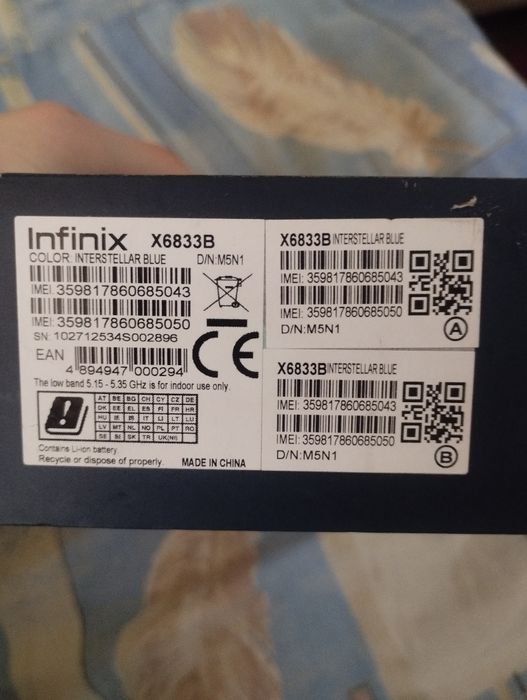 Infinix X6833B
COLOR: INTERSTELLAR BLUE D/N:M5N1
IMEI: 359817860685043
IMEI: 359817860685050
SN: 102712534S002896
EAN
4 894947 000294
CE
The low band 5.15 - 5.35 GHz is for indoor use only.
AT BE BG CH CY CZ DE
DK EE EL ES FI FR HR
HU IE IS IT LI LT LU
LV MT NL NO PL PT RO
SE SI SK TR UK(NI)
Contains Li-ion battery.
Recycle or dispose of properly. MADE IN CHINA
X6833B INTERSTELLAR BLUE
IMEI: 359817860685043
IMEI: 359817860685050
D/N:M5N1
A
X6833B INTERSTELLAR BLUE
IMEI: 359817860685043
IMEI: 359817860685050
D/N:M5N1
B